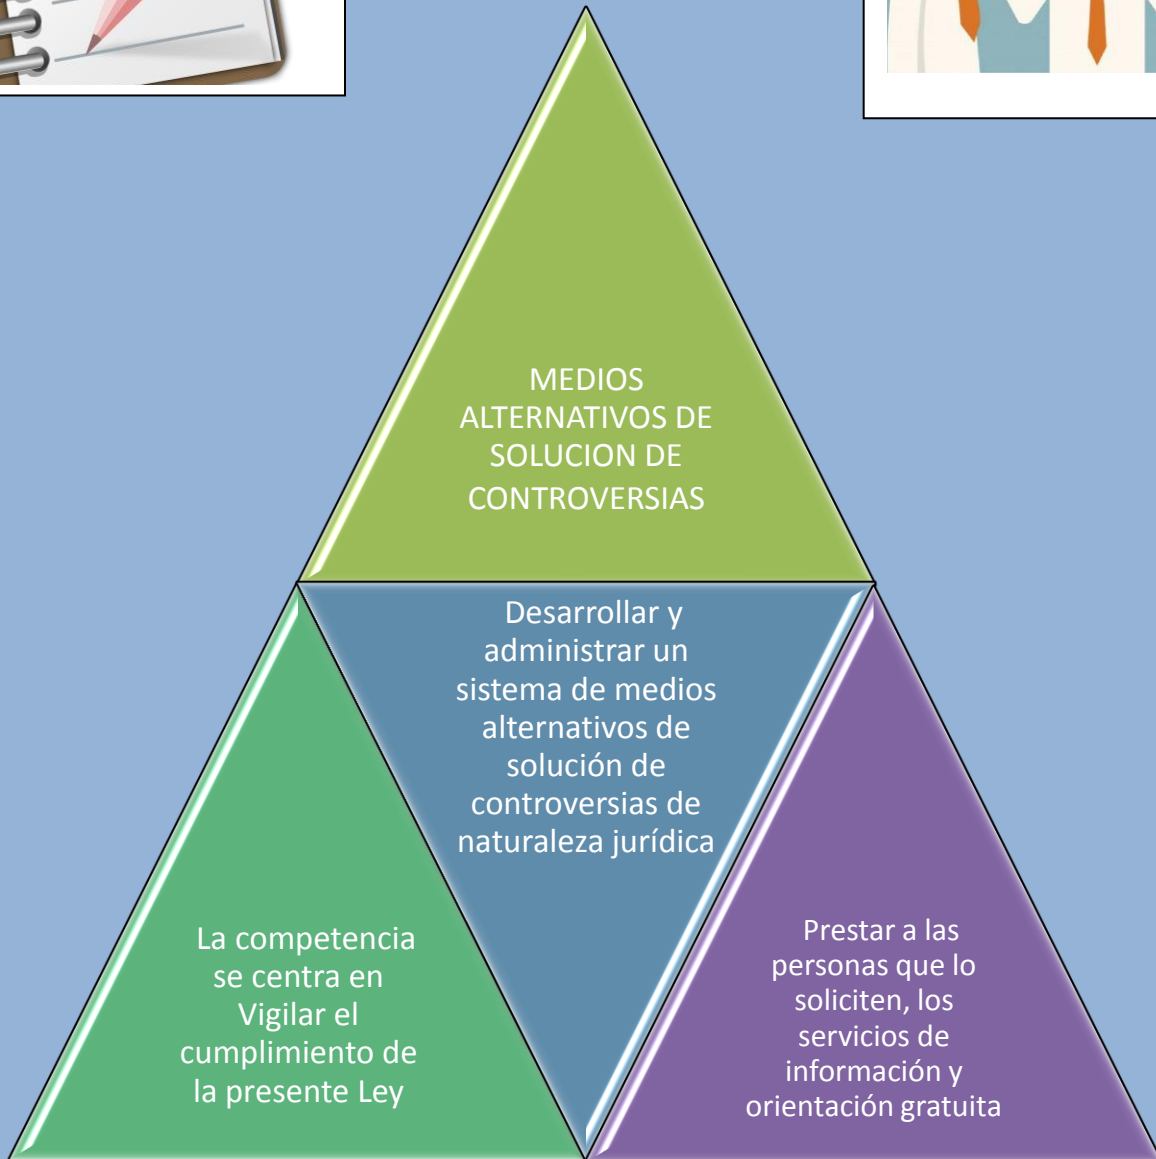 MEDIOS
ALTERNATIVOS DE
SOLUCION DE
CONTROVERSIAS
Desarrollar y
administrar un
sistema de medios
alternativos de
solución de
controversias de
naturaleza jurídica
La competencia
se centra en
Vigilar el
cumplimiento de
la presente Ley
Prestar a las
personas que lo
soliciten, los
servicios de
información y
orientación gratuita